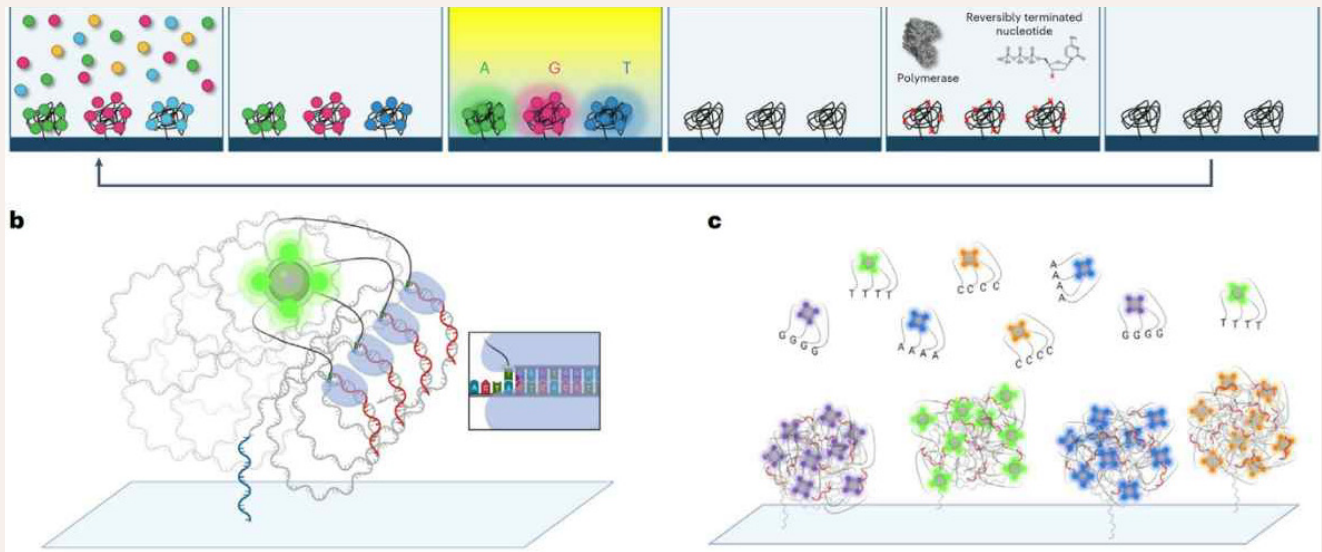 A G T
Reversibly terminated
nucleotide
Polymerase
b
c
T T T T
C C C C
A
A
A
A
G G G G
A A A A
C C C C
G G G G
T T T T